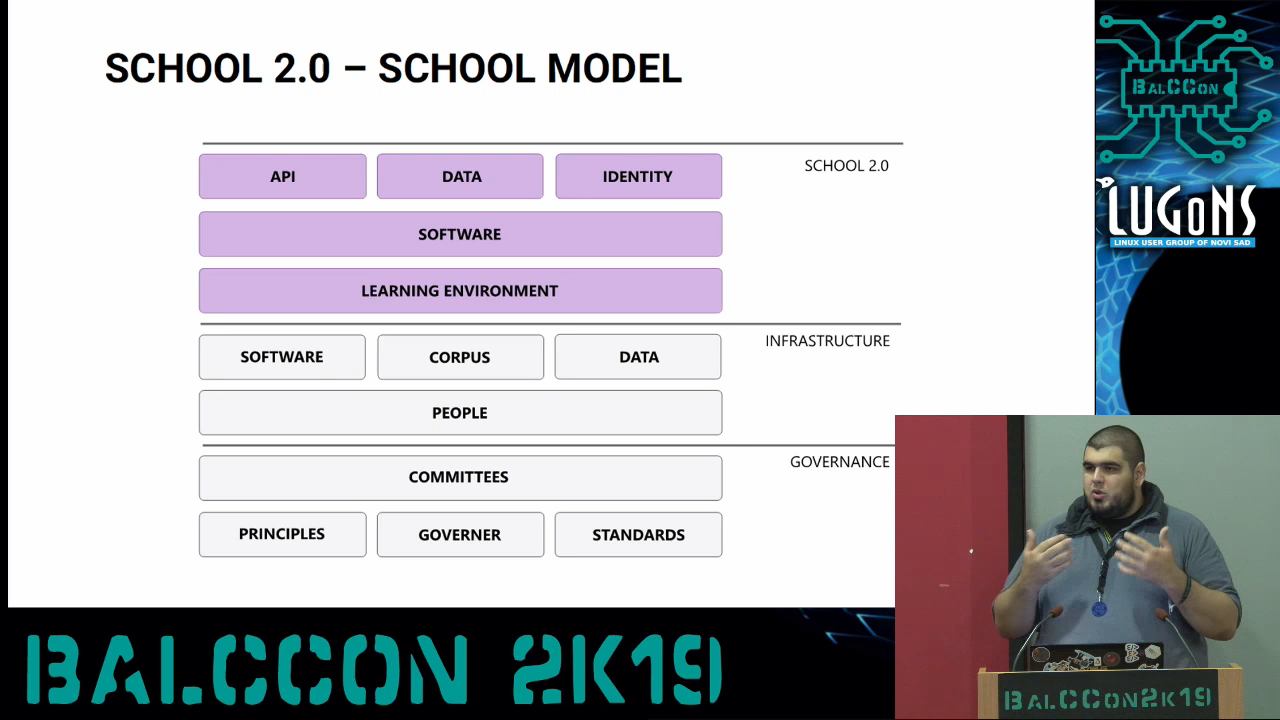 SCHOOL 2.0 – SCHOOL MODEL
API
DATA
IDENTITY
SCHOOL 2.0
SOFTWARE
LEARNING ENVIRONMENT
INFRASTRUCTURE
SOFTWARE
CORPUS
DATA
PEOPLE
GOVERNANCE
COMMITTEES
PRINCIPLES
GOVERNER
STANDARDS
BALCCON
LUGONS
LINUX USER GROUP OF NOVI SAD
BALCCON 2K19
BALCCON2K19